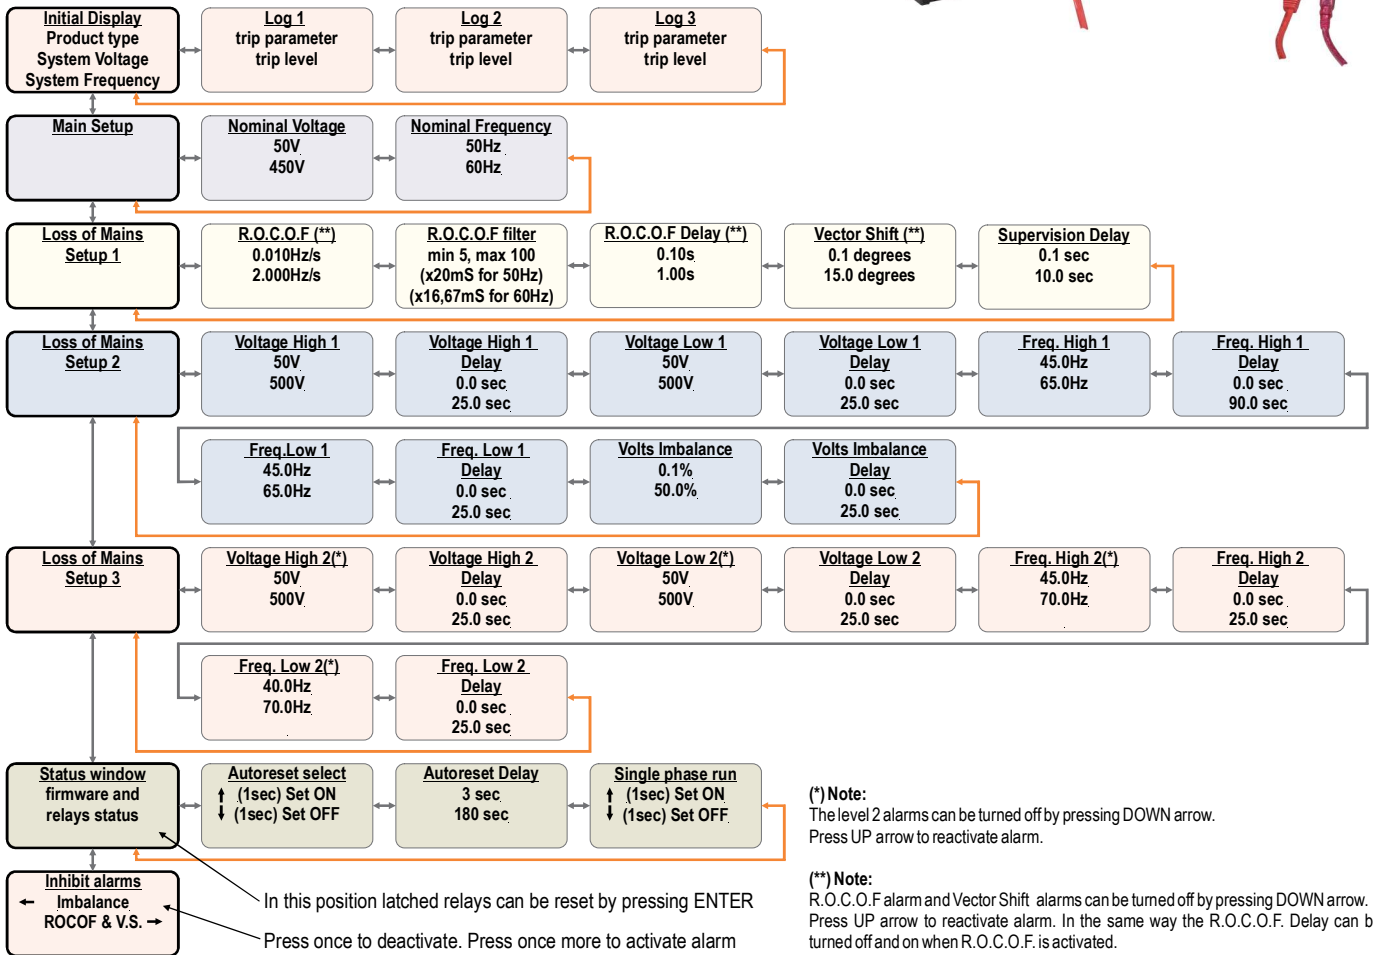 Initial Display
Product type
System Voltage
System Frequency
Log 1
trip parameter
trip level
Log 2
trip parameter
trip level
Log 3
trip parameter
trip level
Main Setup
Nominal Voltage
50V
450V
Nominal Frequency
50Hz
60Hz
Loss of Mains
Setup 1
R.O.C.O.F (**)
0.010Hz/s
2.000Hz/s
R.O.C.O.F filter
min 5, max 100
(x20mS for 50Hz)
(x16,67mS for 60Hz)
R.O.C.O.F Delay (**)
0.10s
1.00s
Vector Shift (**)
0.1 degrees
15.0 degrees
Supervision Delay
0.1 sec
10.0 sec
Loss of Mains
Setup 2
Voltage High 1
50V
500V
Voltage High 1
Delay
0.0 sec
25.0 sec
Voltage Low 1
50V
500V
Voltage Low 1
Delay
0.0 sec
25.0 sec
Freq. High 1
45.0Hz
65.0Hz
Freq. High 1
Delay
0.0 sec
90.0 sec
Freq.Low 1
45.0Hz
65.0Hz
Freq. Low 1
Delay
0.0 sec
25.0 sec
Volts Imbalance
0.1%
50.0%
Volts Imbalance
Delay
0.0 sec
25.0 sec
Loss of Mains
Setup 3
Voltage High 2(*)
50V
500V
Voltage High 2
Delay
0.0 sec
25.0 sec
Voltage Low 2(*)
50V
500V
Voltage Low 2
Delay
0.0 sec
25.0 sec
Freq. High 2(*)
45.0Hz
70.0Hz
Freq. High 2
Delay
0.0 sec
25.0 sec
Freq. Low 2(*)
40.0Hz
70.0Hz
Freq. Low 2
Delay
0.0 sec
25.0 sec
Status window
firmware and
relays status
Autoreset select
↑ (1sec) Set ON
↓ (1sec) Set OFF
Autoreset Delay
3 sec
180 sec
Single phase run
↑ (1sec) Set ON
↓ (1sec) Set OFF
Inhibit alarms
← Imbalance
ROCOF & V.S. →
In this position latched relays can be reset by pressing ENTER
Press once to deactivate. Press once more to activate alarm
(*) Note:
The level 2 alarms can be turned off by pressing DOWN arrow.
Press UP arrow to reactivate alarm.
(**) Note:
R.O.C.O.F alarm and Vector Shift alarms can be turned off by pressing DOWN arrow.
Press UP arrow to reactivate alarm. In the same way the R.O.C.O.F. Delay can b
turned off and on when R.O.C.O.F. is activated.